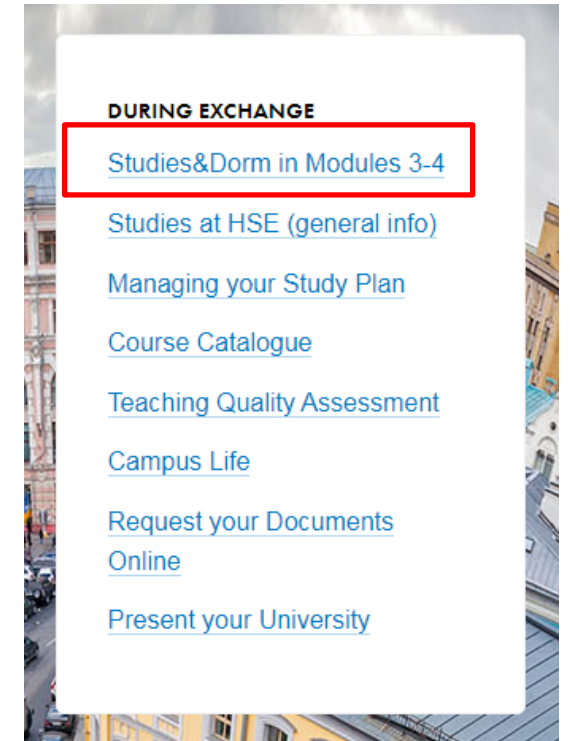 DURING EXCHANGE
Studies&Dorm in Modules 3-4
Studies at HSE (general info)
Managing your Study Plan
Course Catalogue
Teaching Quality Assessment
Campus Life
Request your Documents
Online
Present your University